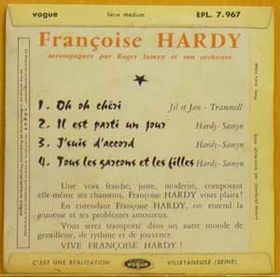 vogue Série Médium EPL. 7.967
Françoise HARDY
accompagnée par Roger Samyn et son orchestre
1. Oh oh chéri Jil et Jan - Trammell
2. Il est parti un jour Hardy - Samyn
3. J'suis d'accord Hardy - Samyn
4. Tous les garçons et les filles Hardy - Samyn
Une voix fraîche, juste, moderne, composant
elle-même ses chansons, Françoise HARDY vous plaira !
En entendant Françoise HARDY, on entend la
jeunesse et ses problèmes amoureux.
Vous serez transporté dans un autre monde de
gentillesse, de rythme et de jouvence.
VIVE FRANÇOISE HARDY !
C'EST UNE RÉALISATION vogue VILLETANEUSE (SEINE)